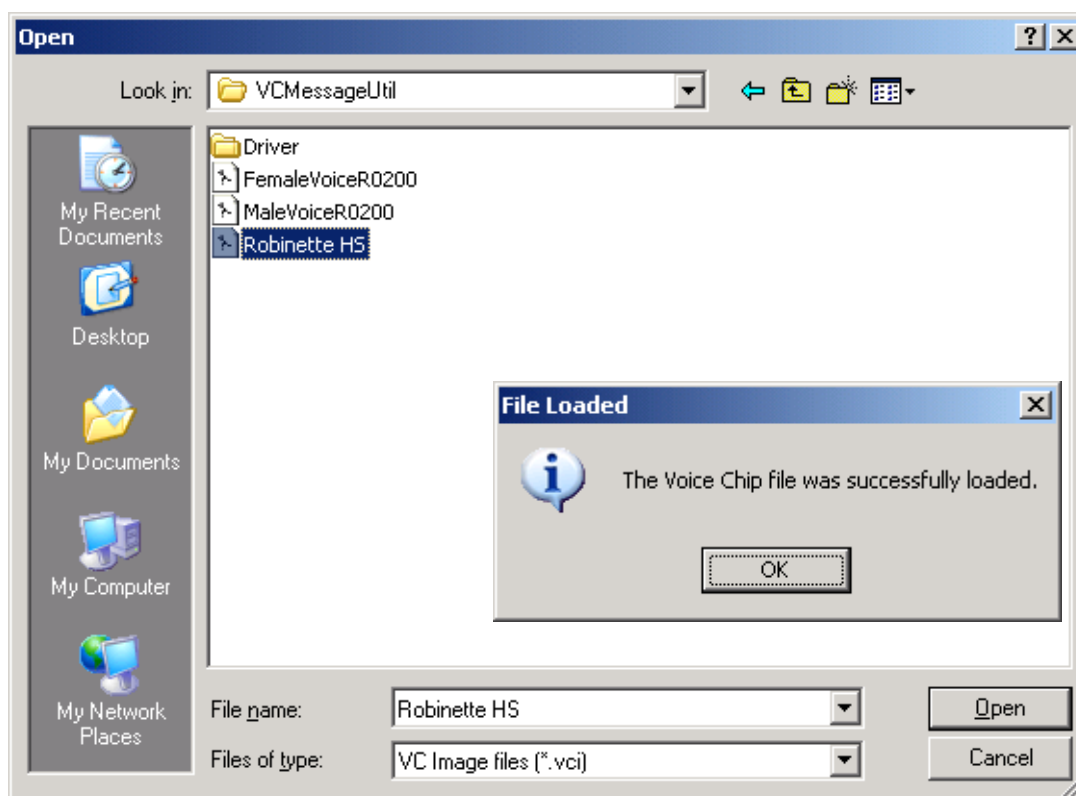 Open
Look in:
VCMessageUtil
My Recent
Documents
Desktop
My Documents
My Computer
My Network
Places
Driver
FemaleVoiceR0200
MaleVoiceR0200
Robinette HS
File Loaded
The Voice Chip file was successfully loaded.
OK
File name:
Robinette HS
Open
Files of type:
VC Image files (*.vci)
Cancel